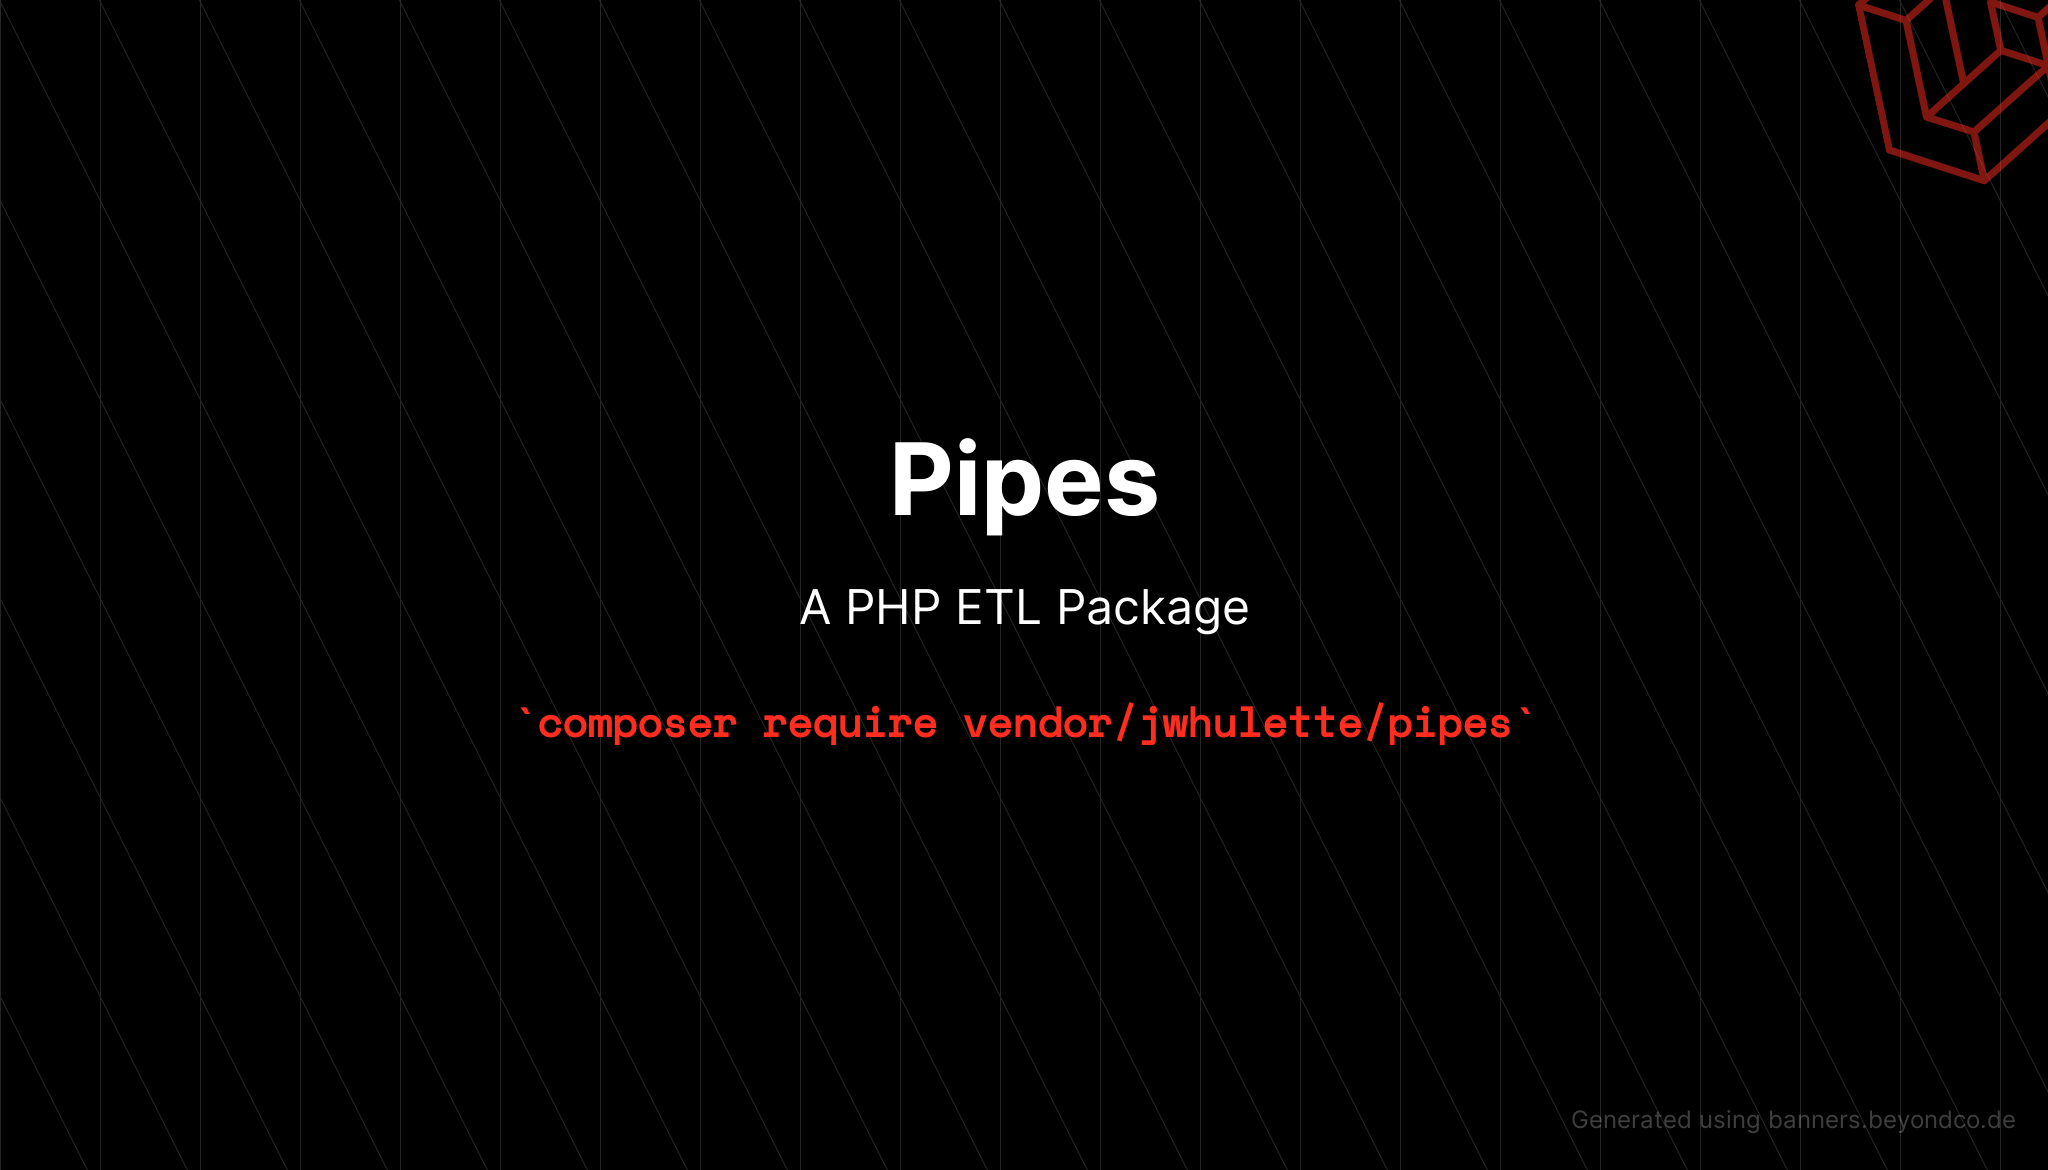 Pipes
A PHP ETL Package
`composer require vendor/jwhulette/pipes`
Generated using banners.beyondco.de